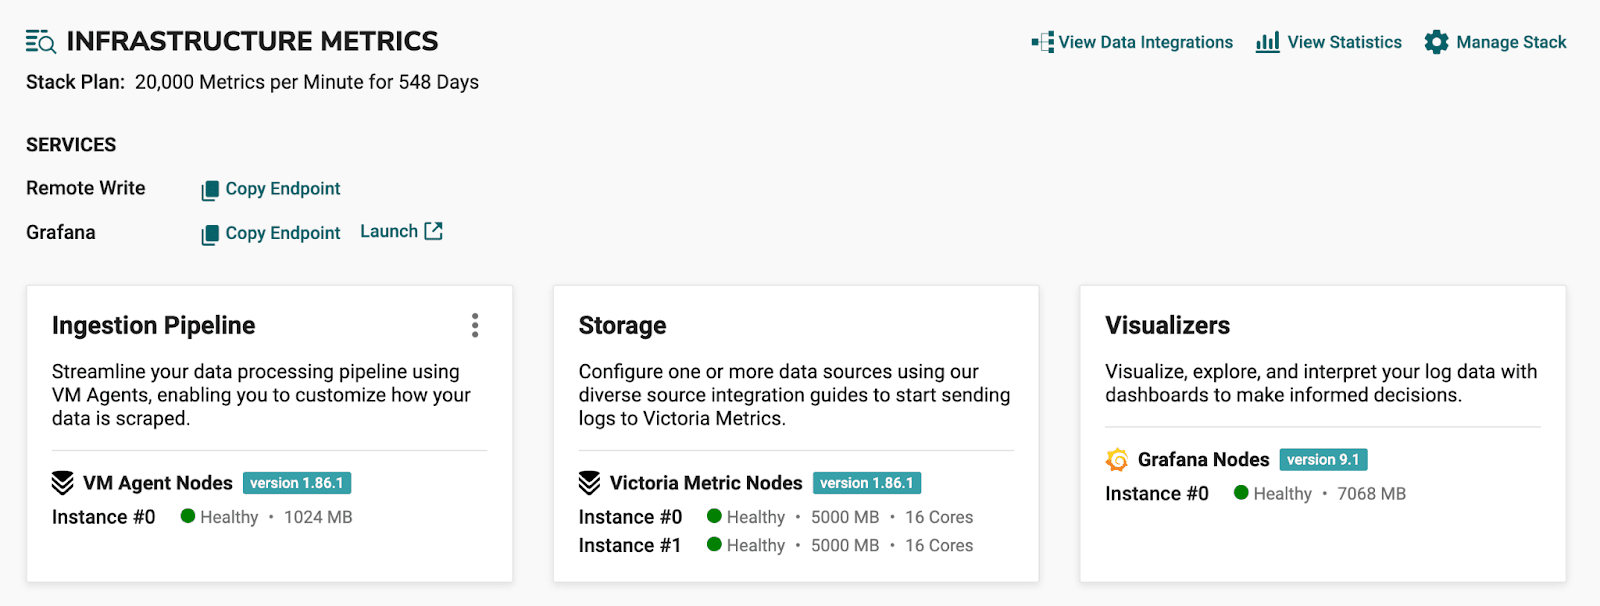 INFRASTRUCTURE METRICS
View Data Integrations
View Statistics
Manage Stack
Stack Plan: 20,000 Metrics per Minute for 548 Days
SERVICES
Remote Write Copy Endpoint
Grafana Copy Endpoint Launch
Ingestion Pipeline
Streamline your data processing pipeline using
VM Agents, enabling you to customize how your
data is scraped.
VM Agent Nodes version 1.86.1
Instance #0 Healthy • 1024 MB
Storage
Configure one or more data sources using our
diverse source integration guides to start sending
logs to Victoria Metrics.
Victoria Metric Nodes version 1.86.1
Instance #0 Healthy • 5000 MB • 16 Cores
Instance #1 Healthy • 5000 MB • 16 Cores
Visualizers
Visualize, explore, and interpret your log data with
dashboards to make informed decisions.
Grafana Nodes version 9.1
Instance #0 Healthy • 7068 MB